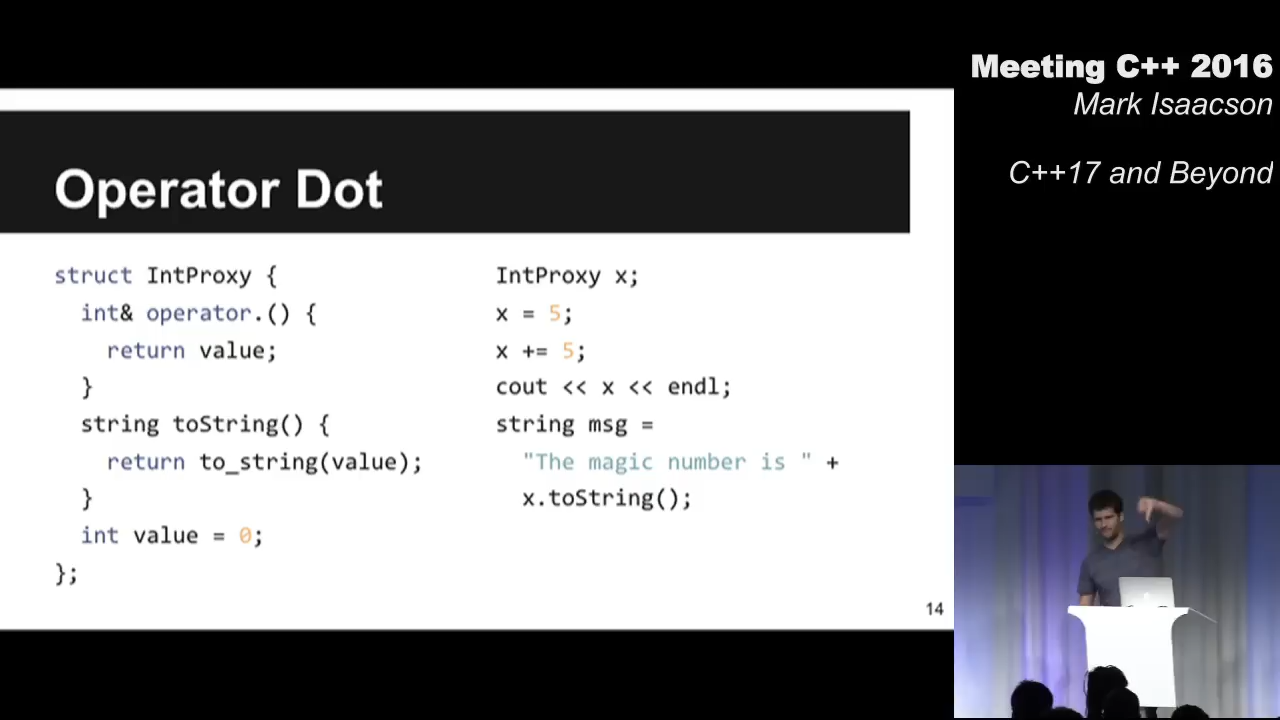 Meeting C++ 2016
Mark Isaacson
C++17 and Beyond
Operator Dot
struct IntProxy {
int& operator.() {
return value;
}
string toString() {
return to_string(value);
}
int value = 0;
};
IntProxy x;
x = 5;
x += 5;
cout << x << endl;
string msg =
"The magic number is " +
x.toString();
14